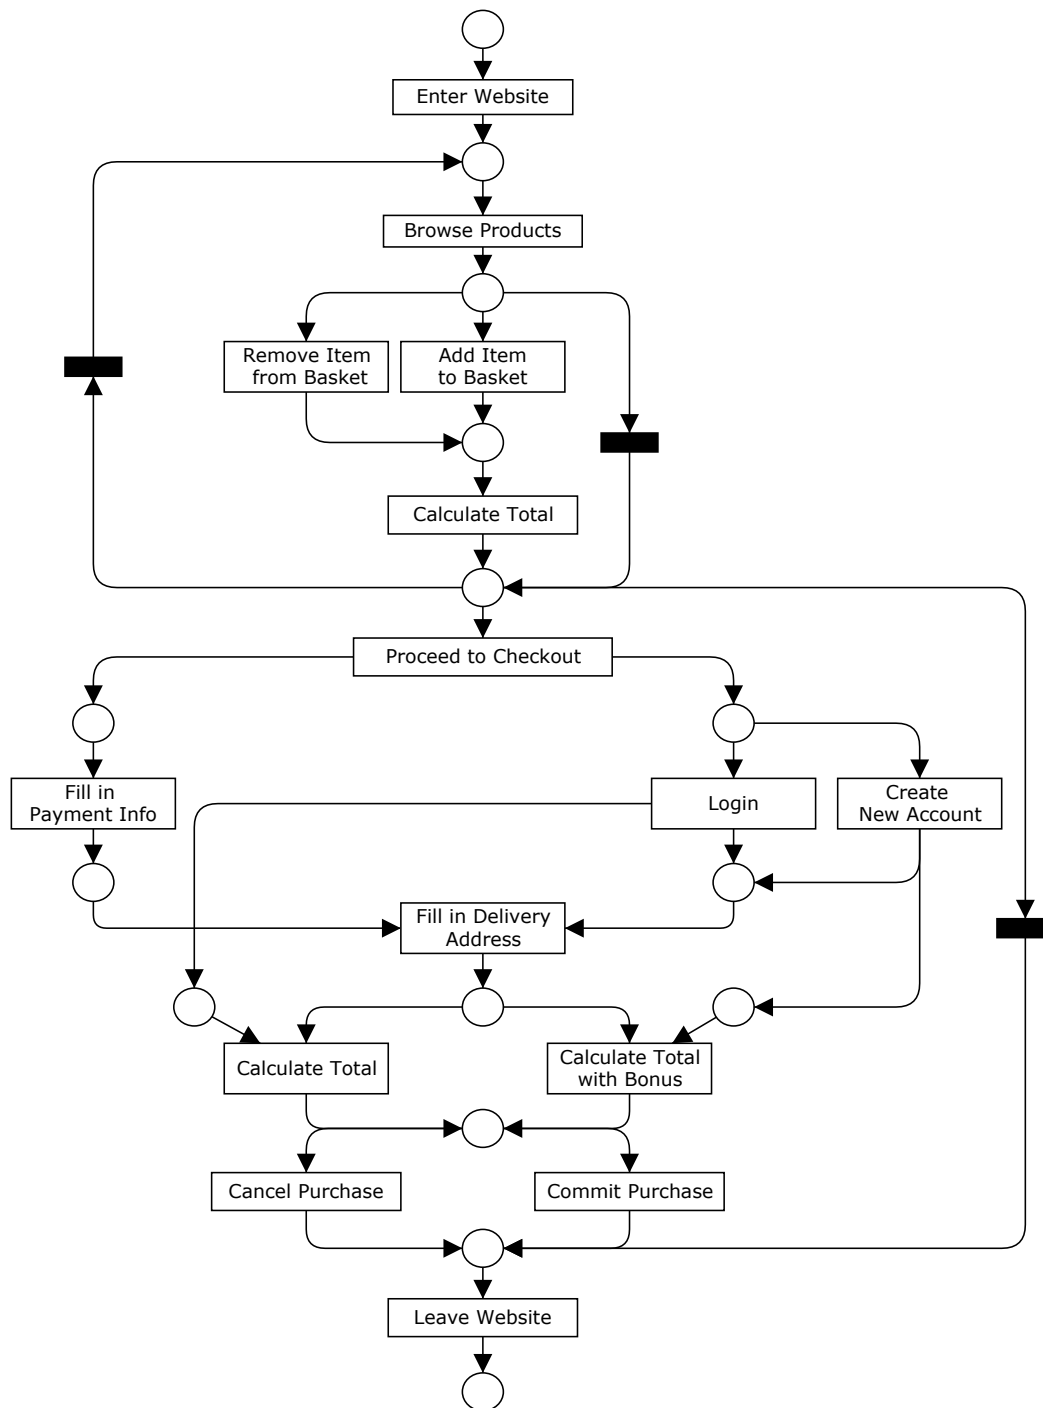 Enter Website
Browse Products
Remove Item
from Basket
Add Item
to Basket
Calculate Total
Proceed to Checkout
Fill in
Payment Info
Login
Create
New Account
Fill in Delivery
Address
Calculate Total
Calculate Total
with Bonus
Cancel Purchase
Commit Purchase
Leave Website